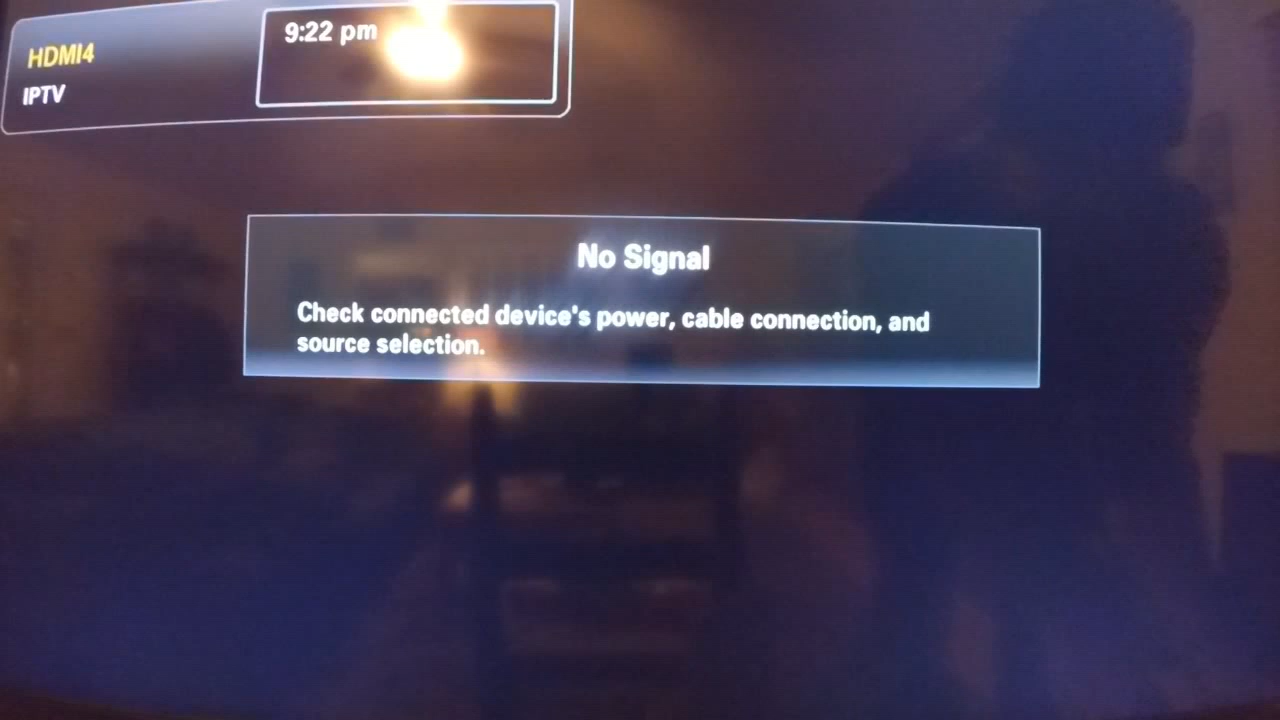 HDMI4
IPTV
9:22 pm
No Signal
Check connected device's power, cable connection, and
source selection.